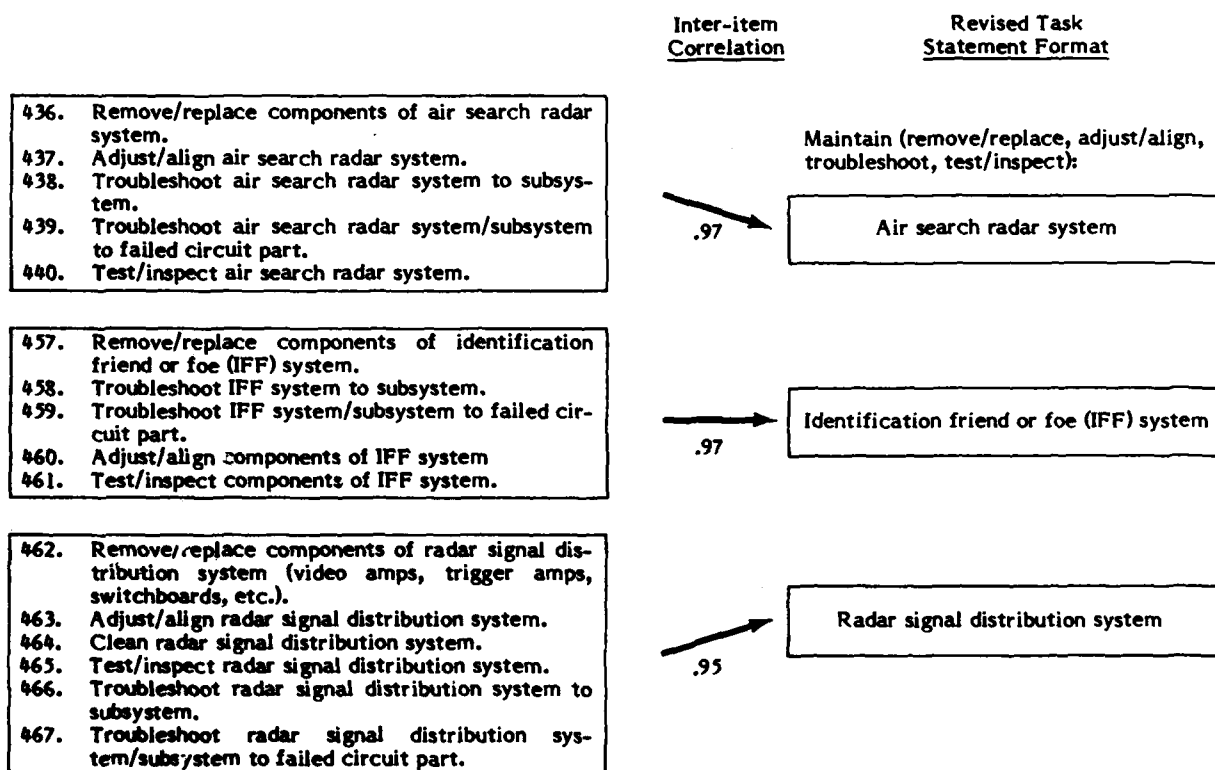 Inter-item
Correlation
Revised Task
Statement Format
436. Remove/replace components of air search radar
system.
437. Adjust/align air search radar system.
438. Troubleshoot air search radar system to subsys-
tem.
439. Troubleshoot air search radar system/subsystem
to failed circuit part.
440. Test/inspect air search radar system.
.97
Maintain (remove/replace, adjust/align,
troubleshoot, test/inspect):
Air search radar system
457. Remove/replace components of identification
friend or foe (IFF) system.
458. Troubleshoot IFF system to subsystem.
459. Troubleshoot IFF system/subsystem to failed cir-
cuit part.
460. Adjust/align components of IFF system
461. Test/inspect components of IFF system.
.97
Identification friend or foe (IFF) system
462. Remove/replace components of radar signal dis-
tribution system (video amps, trigger amps,
switchboards, etc.).
463. Adjust/align radar signal distribution system.
464. Clean radar signal distribution system.
465. Test/inspect radar signal distribution system.
466. Troubleshoot radar signal distribution system to
subsystem.
467. Troubleshoot radar signal distribution sys-
tem/subsystem to failed circuit part.
.95
Radar signal distribution system